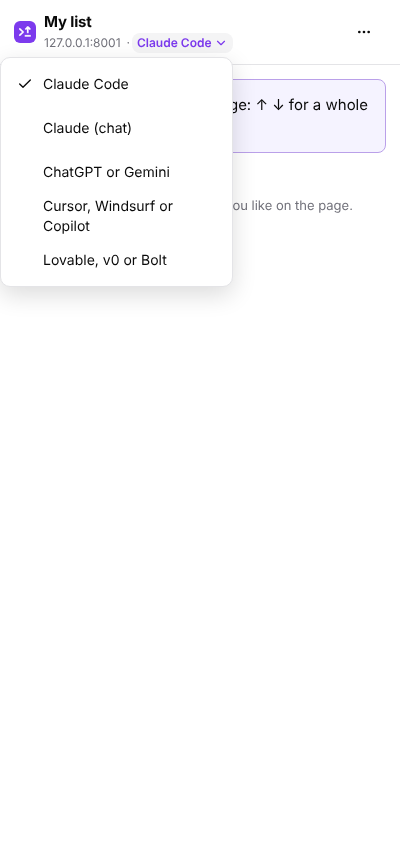 My list
127.0.0.1:8001 · Claude Code
Claude Code
ge: ↑ ↓ for a whole
Claude (chat)
ChatGPT or Gemini
Cursor, Windsurf or
Copilot
ou like on the page.
Lovable, v0 or Bolt